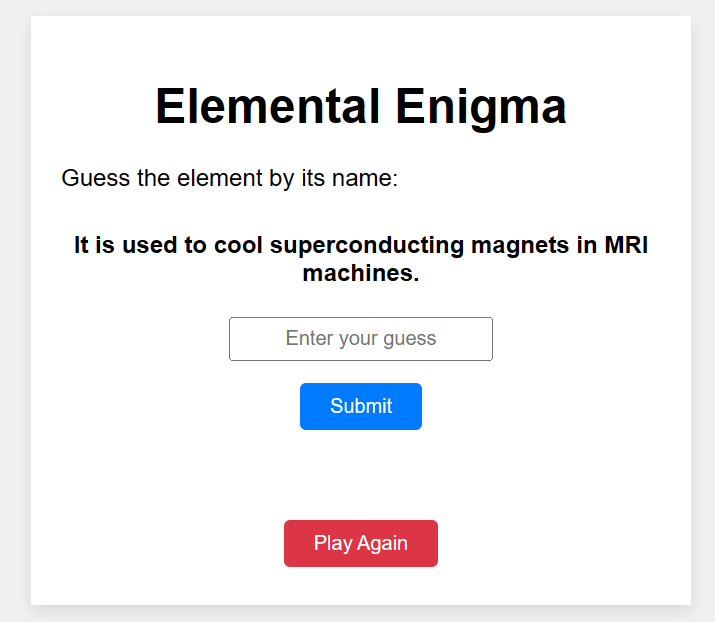 Elemental Enigma
Guess the element by its name:
It is used to cool superconducting magnets in MRI
machines.
Enter your guess
Submit
Play Again